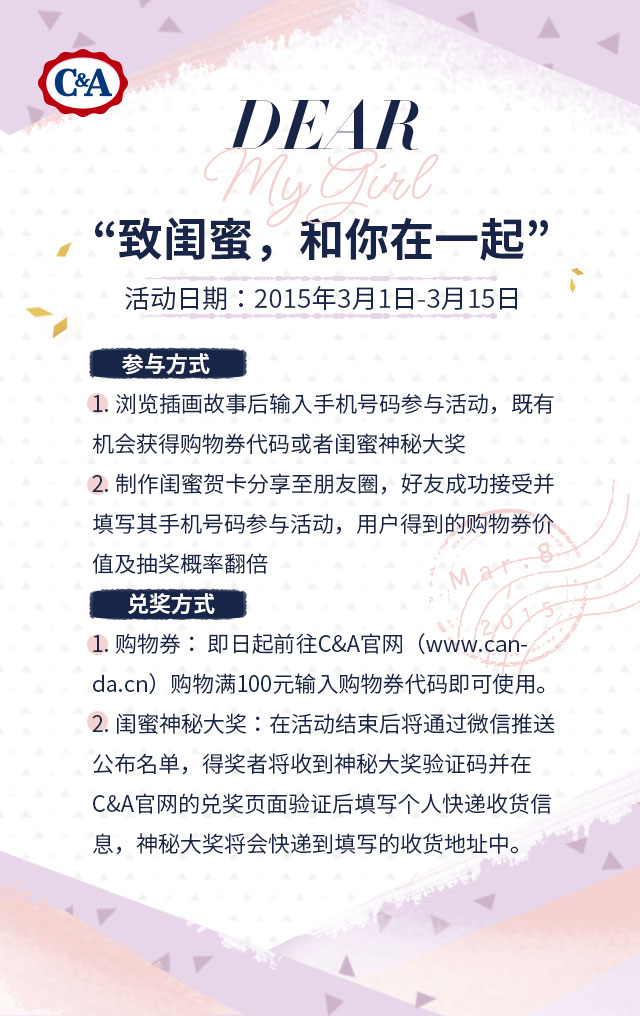 C&A
DEAR
My Girl
“致闺蜜，和你在一起”
活动日期：2015年3月1日-3月15日
参与方式
1. 浏览插画故事后输入手机号码参与活动，既有
机会获得购物券代码或者闺蜜神秘大奖
2. 制作闺蜜贺卡分享至朋友圈，好友成功接受并
填写其手机号码参与活动，用户得到的购物券价
值及抽奖概率翻倍
Mar.8
2015
兑奖方式
1. 购物券： 即日起前往C&A官网（www.can-
da.cn）购物满100元输入购物券代码即可使用。
2. 闺蜜神秘大奖：在活动结束后将通过微信推送
公布名单，得奖者将收到神秘大奖验证码并在
C&A官网的兑奖页面验证后填写个人快递收货信
息，神秘大奖将会快递到填写的收货地址中。